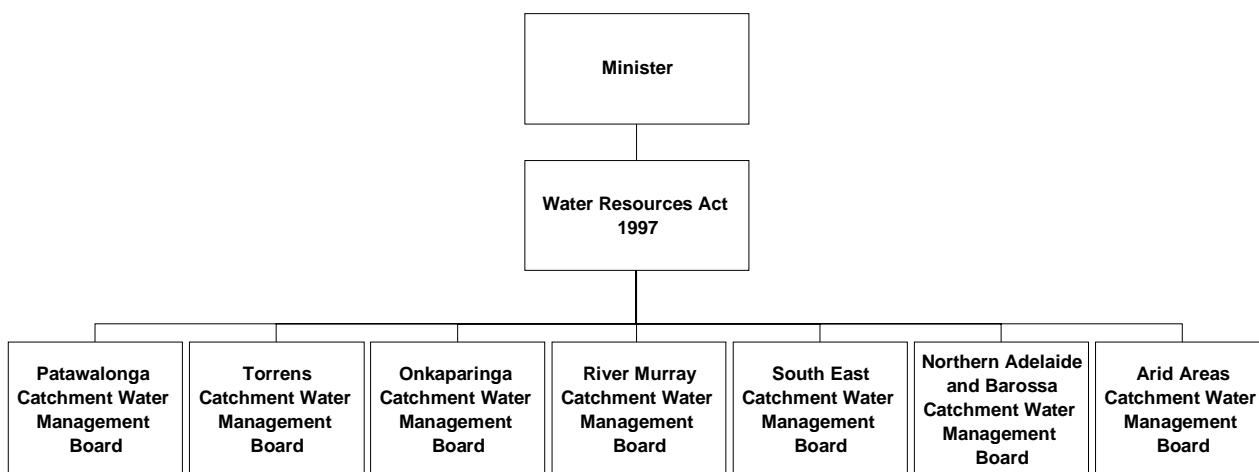 Minister
Water Resources Act
1997
Patawalonga
Catchment Water
Management
Board
Torrens
Catchment Water
Management
Board
Onkaparinga
Catchment Water
Management
Board
River Murray
Catchment Water
Management
Board
South East
Catchment Water
Management
Board
Northern Adelaide
and Barossa
Catchment Water
Management
Board
Arid Areas
Catchment Water
Management
Board